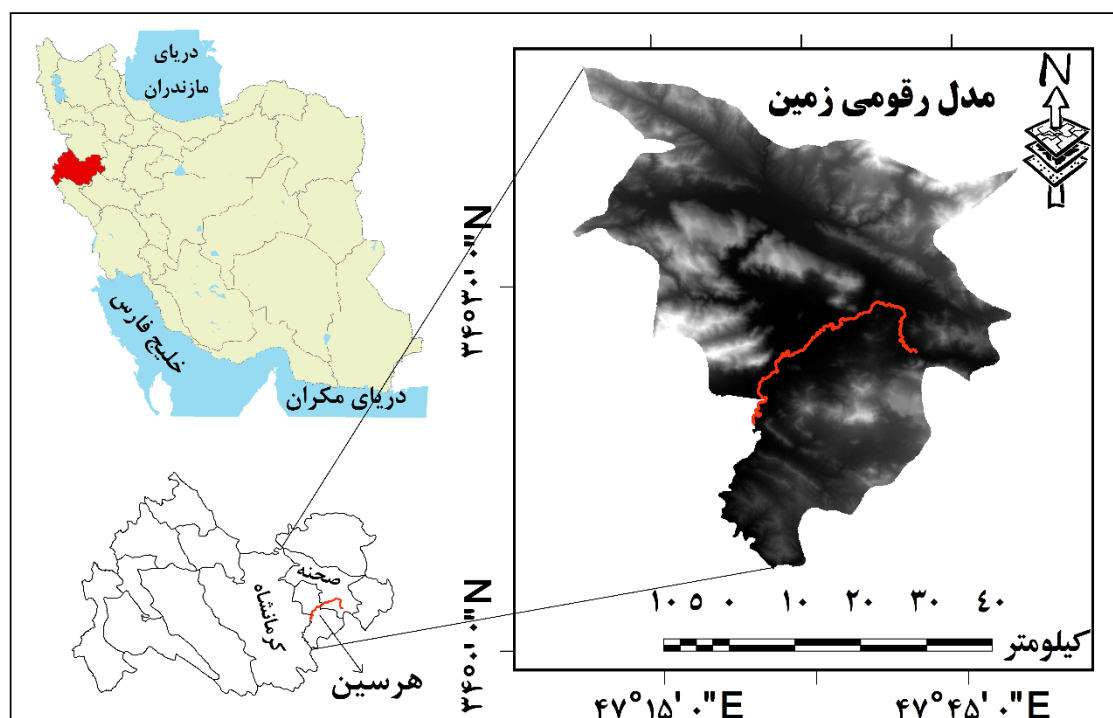 دریای
مازندران
خلیج فارس
دریای مکران
مدل رقومی زمین
N
۳۴°۳۰'۰"N
۳۴°۰'۰"N
صحنه
کرمانشاه
هرسین
۱۰ ۵ ۰ ۱۰ ۲۰ ۳۰ ۴۰
کیلومتر
۴۷°۱۵'۰"E ۴۷°۴۵'۰"E